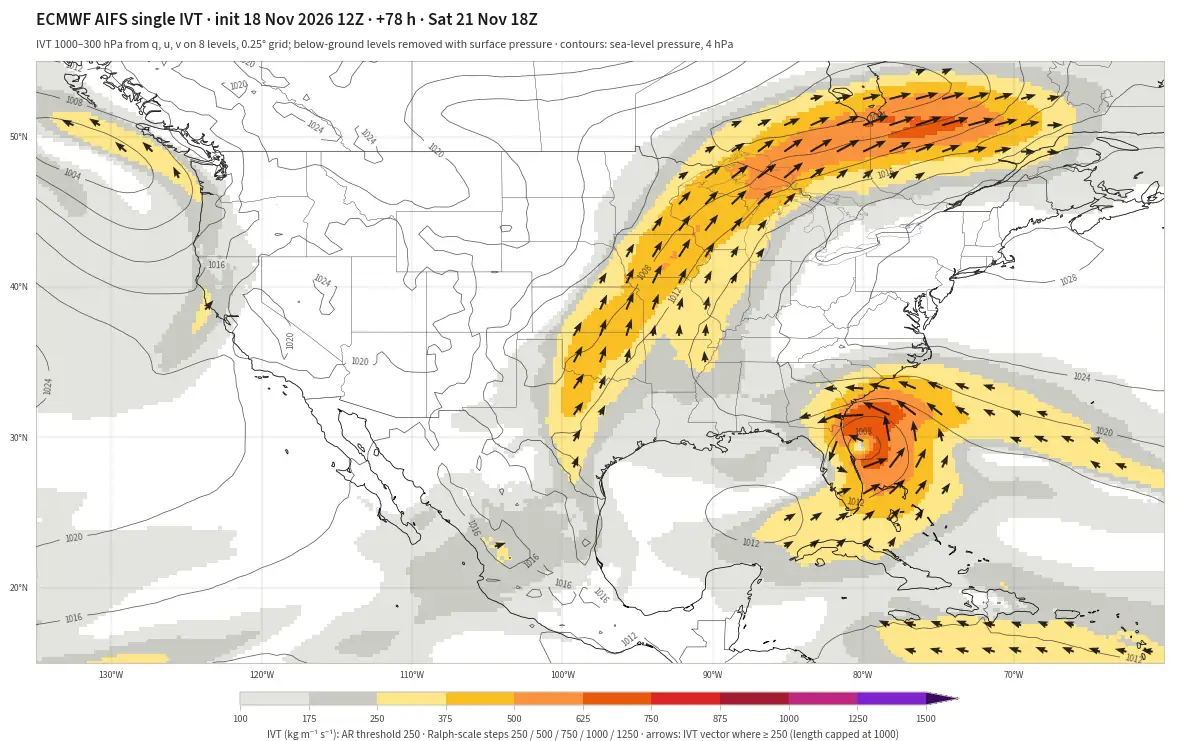 ECMWF AIFS single IVT · init 18 Nov 2026 12Z · +78 h · Sat 21 Nov 18Z
IVT 1000–300 hPa from q, u, v on 8 levels, 0.25° grid; below-ground levels removed with surface pressure · contours: sea-level pressure, 4 hPa
1012
1020
1020
1008
1024
1024
1020
50°N
1004
1016
1016
1024
1008
1012
1028
40°N
1020
1020
1024
1024
1020
30°N
1008
1012
1016
1016
1012
1020
1016
1016
20°N
1016
1012
1012
130°W
120°W
110°W
100°W
90°W
80°W
70°W
100
175
250
375
500
625
750
875
1000
1250
1500
IVT (kg m⁻¹ s⁻¹): AR threshold 250 · Ralph-scale steps 250 / 500 / 750 / 1000 / 1250 · arrows: IVT vector where ≥ 250 (length capped at 1000)